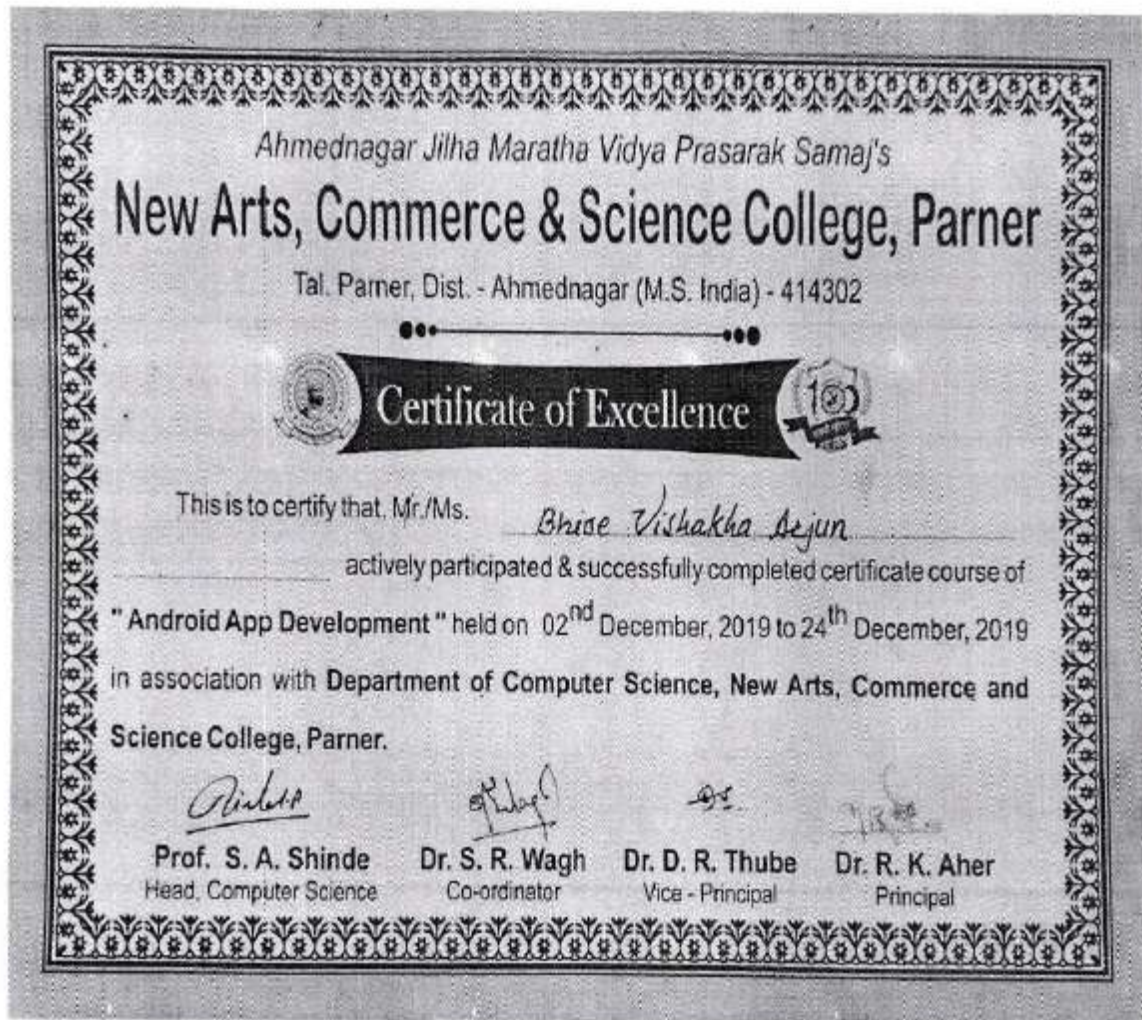 Ahmednagar Jilha Maratha Vidya Prasarak Samaj's
New Arts, Commerce & Science College, Parner
Tal. Parner, Dist. - Ahmednagar (M.S. India) - 414302
Certificate of Excellence
100
This is to certify that. Mr./Ms. Bhise Vishakha Arjun
actively participated & successfully completed certificate course of
" Android App Development " held on 02nd December, 2019 to 24th December, 2019
in association with Department of Computer Science, New Arts, Commerce and
Science College, Parner.
Prof. S. A. Shinde Dr. S. R. Wagh Dr. D. R. Thube Dr. R. K. Aher
Head, Computer Science Co-ordinator Vice - Principal Principal